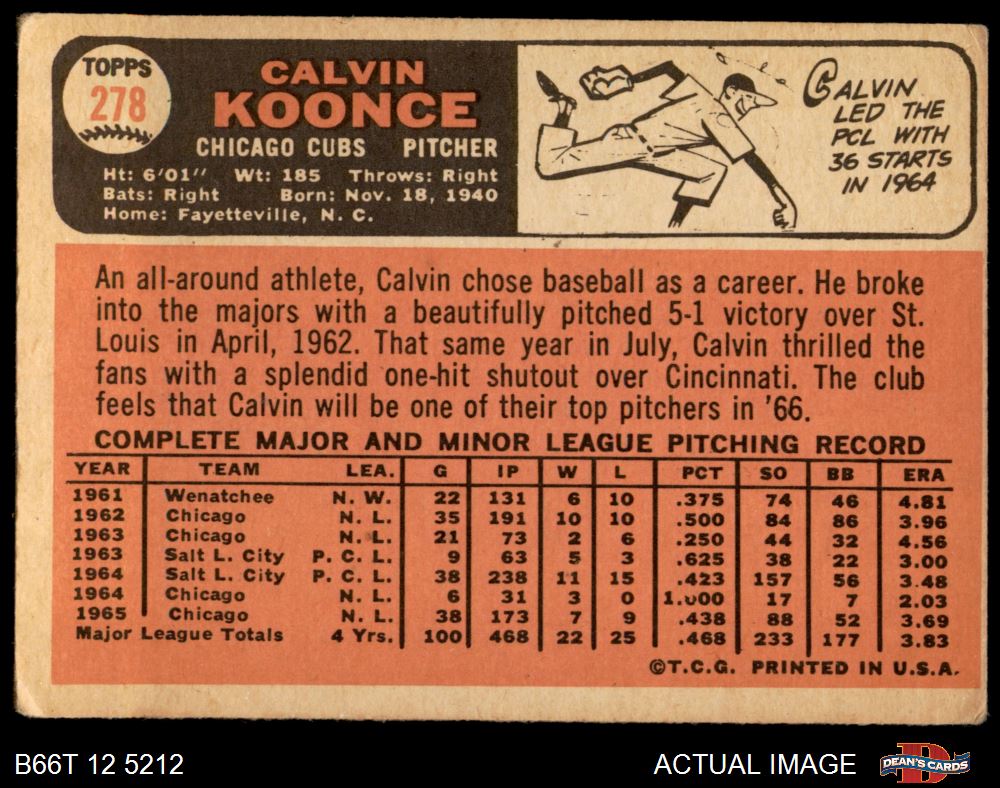 TOPPS
278
CALVIN
KOONCE
CHICAGO CUBS PITCHER
Ht: 6'01" Wt: 185 Throws: Right
Bats: Right Born: Nov. 18, 1940
Home: Fayetteville, N. C.
CALVIN
LED THE
PCL WITH
36 STARTS
IN 1964
An all-around athlete, Calvin chose baseball as a career. He broke
into the majors with a beautifully pitched 5-1 victory over St.
Louis in April, 1962. That same year in July, Calvin thrilled the
fans with a splendid one-hit shutout over Cincinnati. The club
feels that Calvin will be one of their top pitchers in '66.
COMPLETE MAJOR AND MINOR LEAGUE PITCHING RECORD
YEAR TEAM LEA. G IP W L PCT SO BB ERA
1961 Wenatchee N. W. 22 131 6 10 .375 74 46 4.81
1962 Chicago N. L. 35 191 10 10 .500 84 86 3.96
1963 Chicago N. L. 21 73 2 6 .250 44 32 4.56
1963 Salt L. City P. C. L. 9 63 5 3 .625 38 22 3.00
1964 Salt L. City P. C. L. 38 238 11 15 .423 157 56 3.48
1964 Chicago N. L. 6 31 3 0 1.000 17 7 2.03
1965 Chicago N. L. 38 173 7 9 .438 88 52 3.69
Major League Totals 4 Yrs. 100 468 22 25 .468 233 177 3.83
©T.C.G. PRINTED IN U.S.A.
B66T 12 5212
ACTUAL IMAGE
DEAN'S CARDS